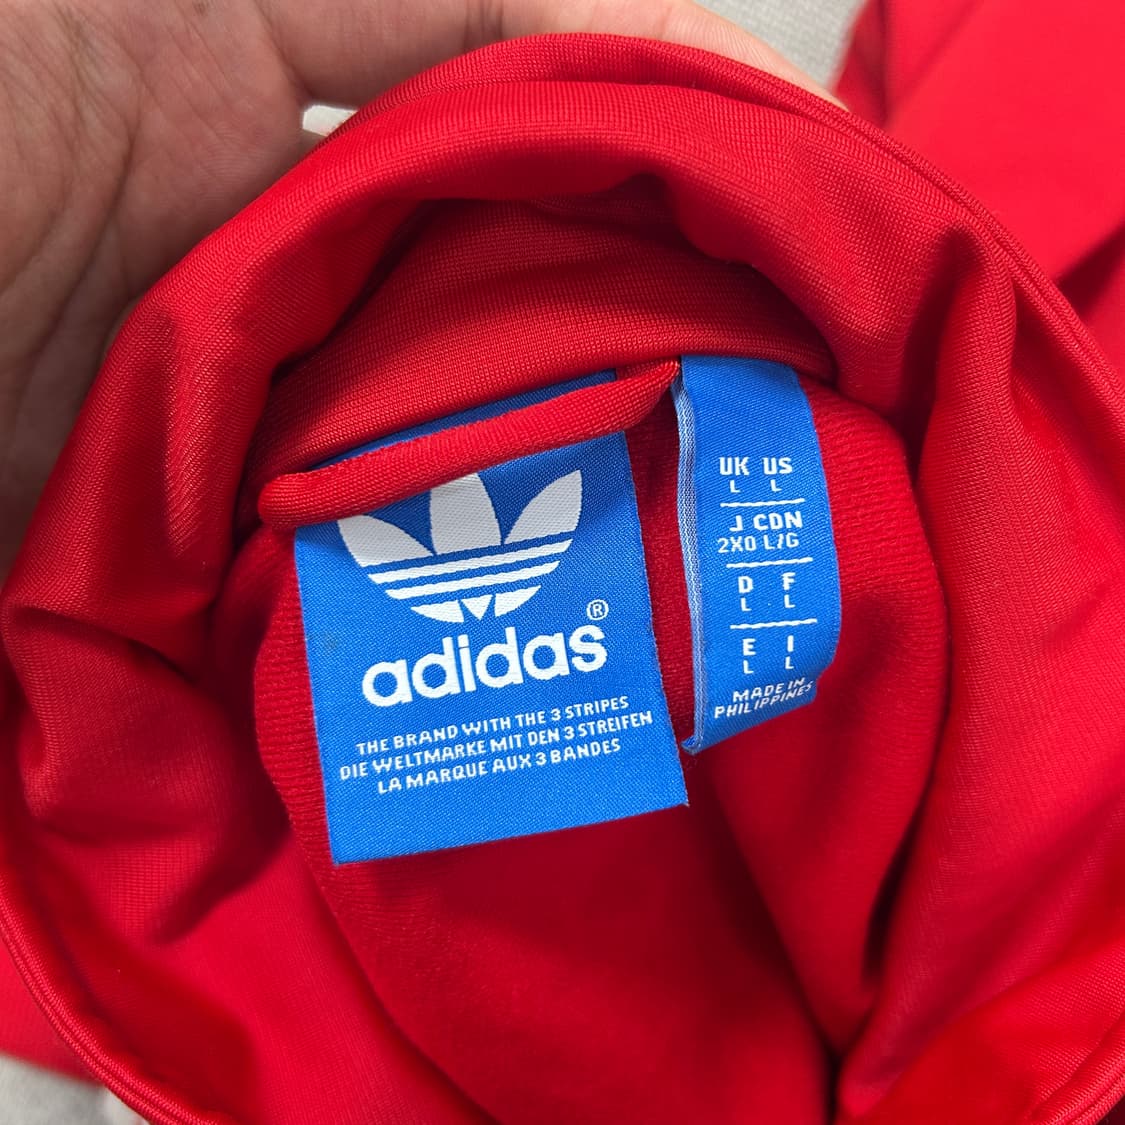 adidas®
THE BRAND WITH THE 3 STRIPES
DIE WELTMARKE MIT DEN 3 STREIFEN
LA MARQUE AUX 3 BANDES
UK US
L L
J CDN
2XO L/G
D F
L L
E I
L L
MADE IN
PHILIPPINES